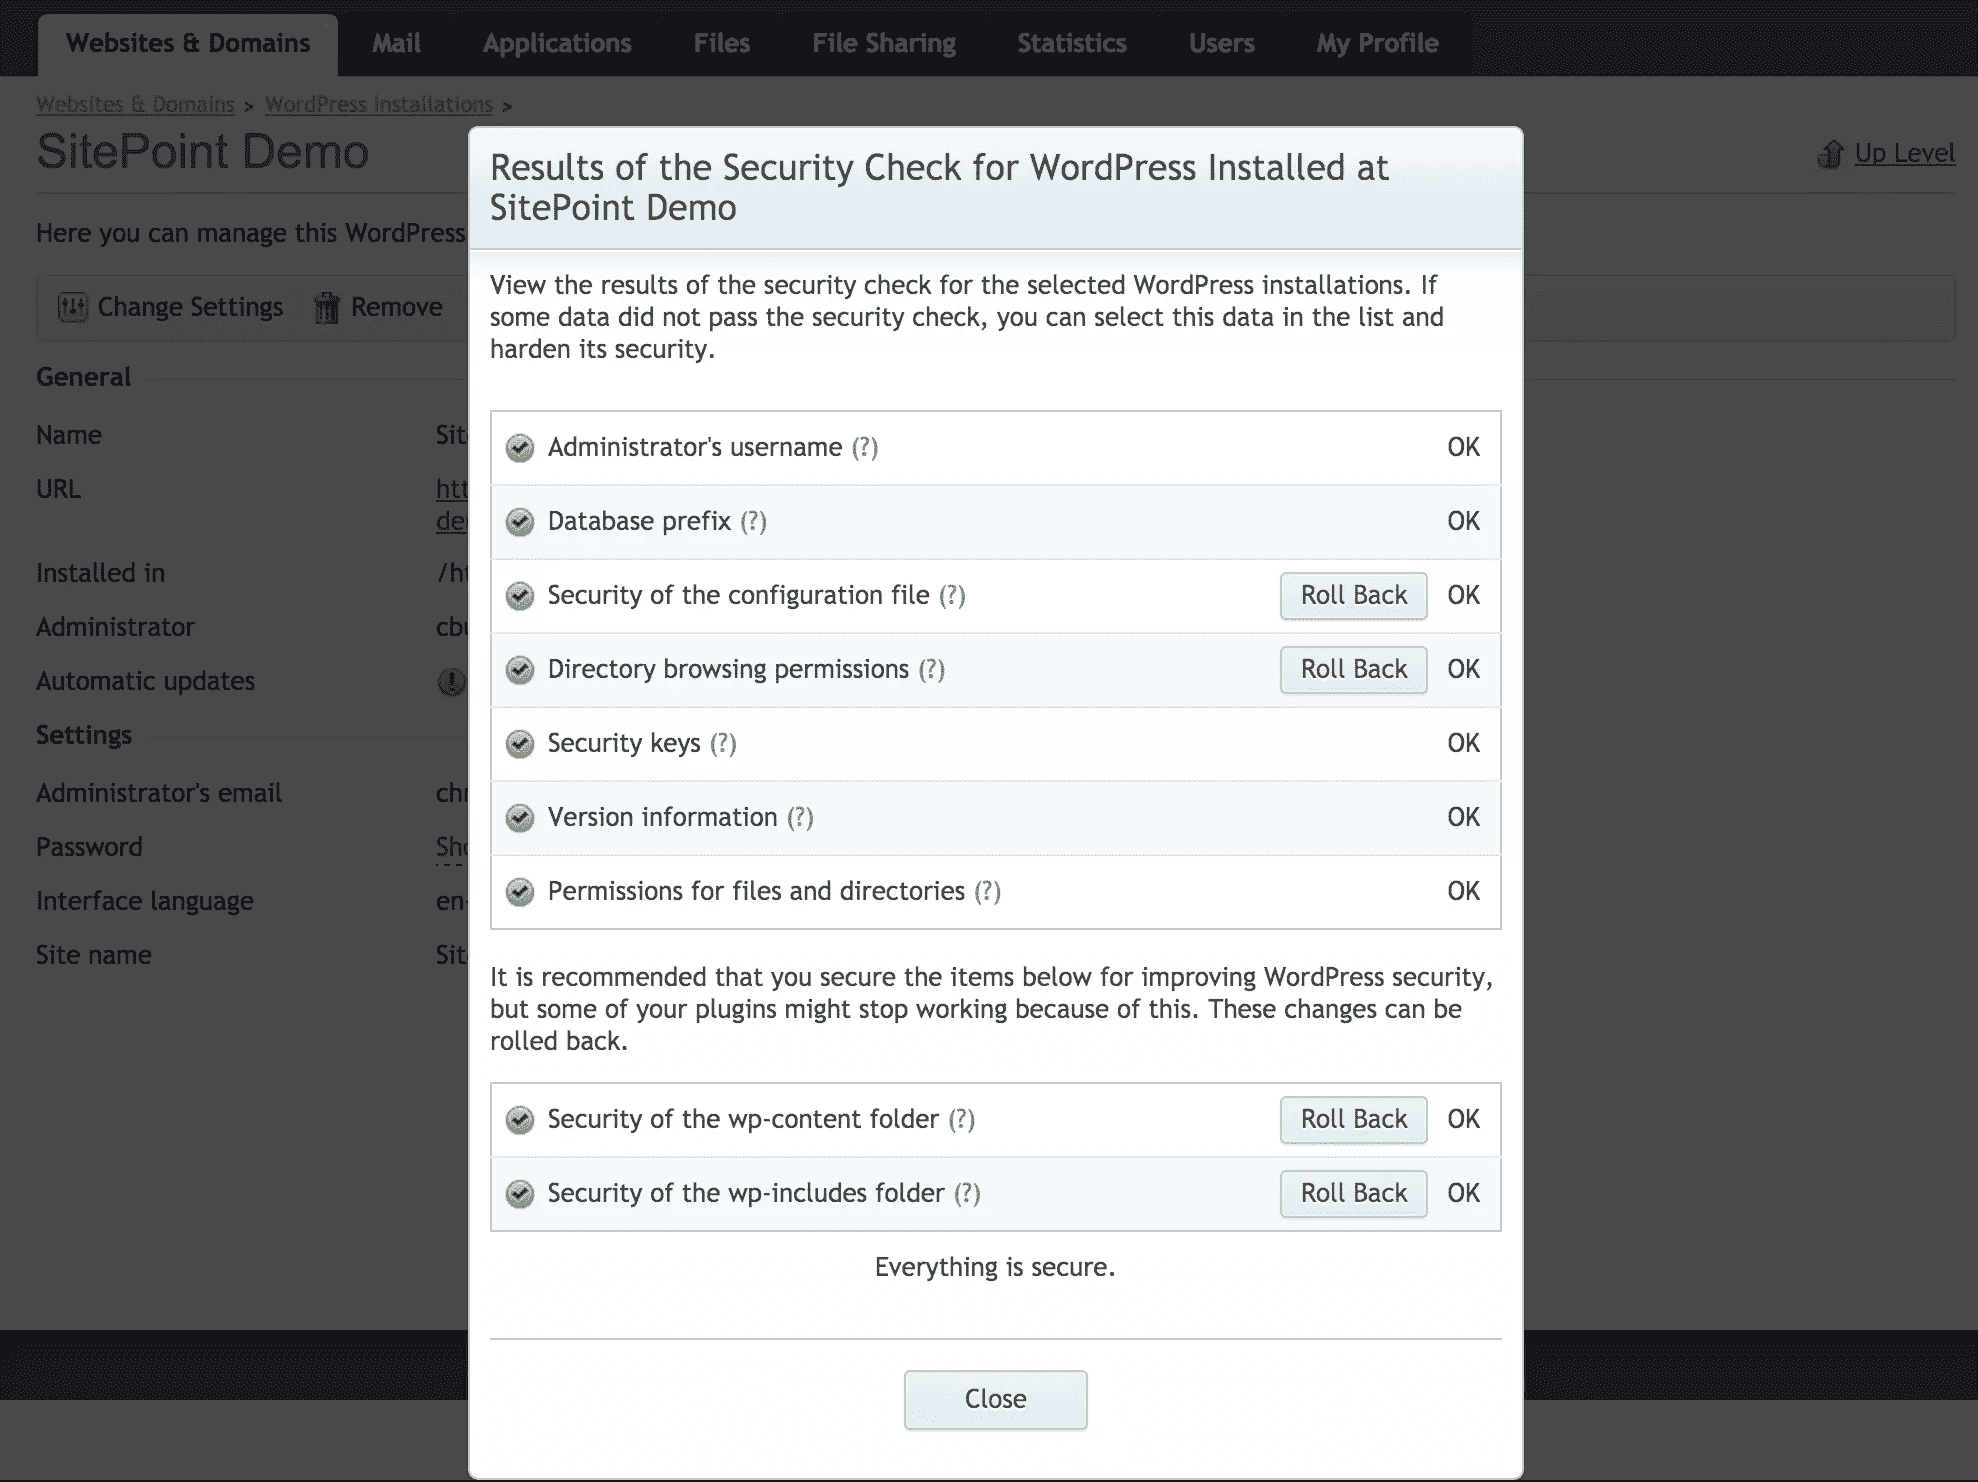 Websites & Domains
Mail
Applications
Files
File Sharing
Statistics
Users
My Profile
Websites & Domains > WordPress Installations >
SitePoint Demo
Up Level
Here you can manage this WordPress
Change Settings
Remove
General
Name
URL
Installed in
Administrator
Automatic updates
Settings
Administrator's email
Password
Interface language
Site name
Results of the Security Check for WordPress Installed at
SitePoint Demo
View the results of the security check for the selected WordPress installations. If
some data did not pass the security check, you can select this data in the list and
harden its security.
Administrator's username (?) OK
Database prefix (?) OK
Security of the configuration file (?) Roll Back OK
Directory browsing permissions (?) Roll Back OK
Security keys (?) OK
Version information (?) OK
Permissions for files and directories (?) OK
It is recommended that you secure the items below for improving WordPress security,
but some of your plugins might stop working because of this. These changes can be
rolled back.
Security of the wp-content folder (?) Roll Back OK
Security of the wp-includes folder (?) Roll Back OK
Everything is secure.
Close